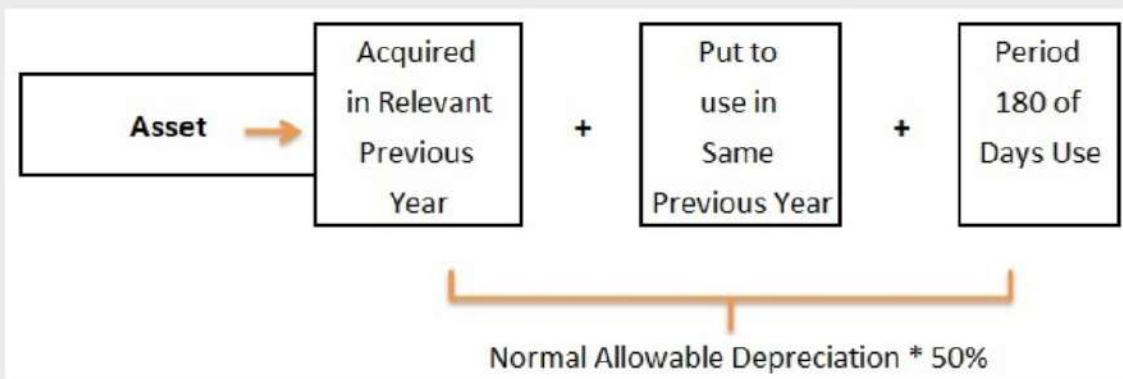 Asset
Acquired
in Relevant
Previous
Year
+
Put to
use in
Same
Previous Year
+
Period
180 of
Days Use
Normal Allowable Depreciation * 50%